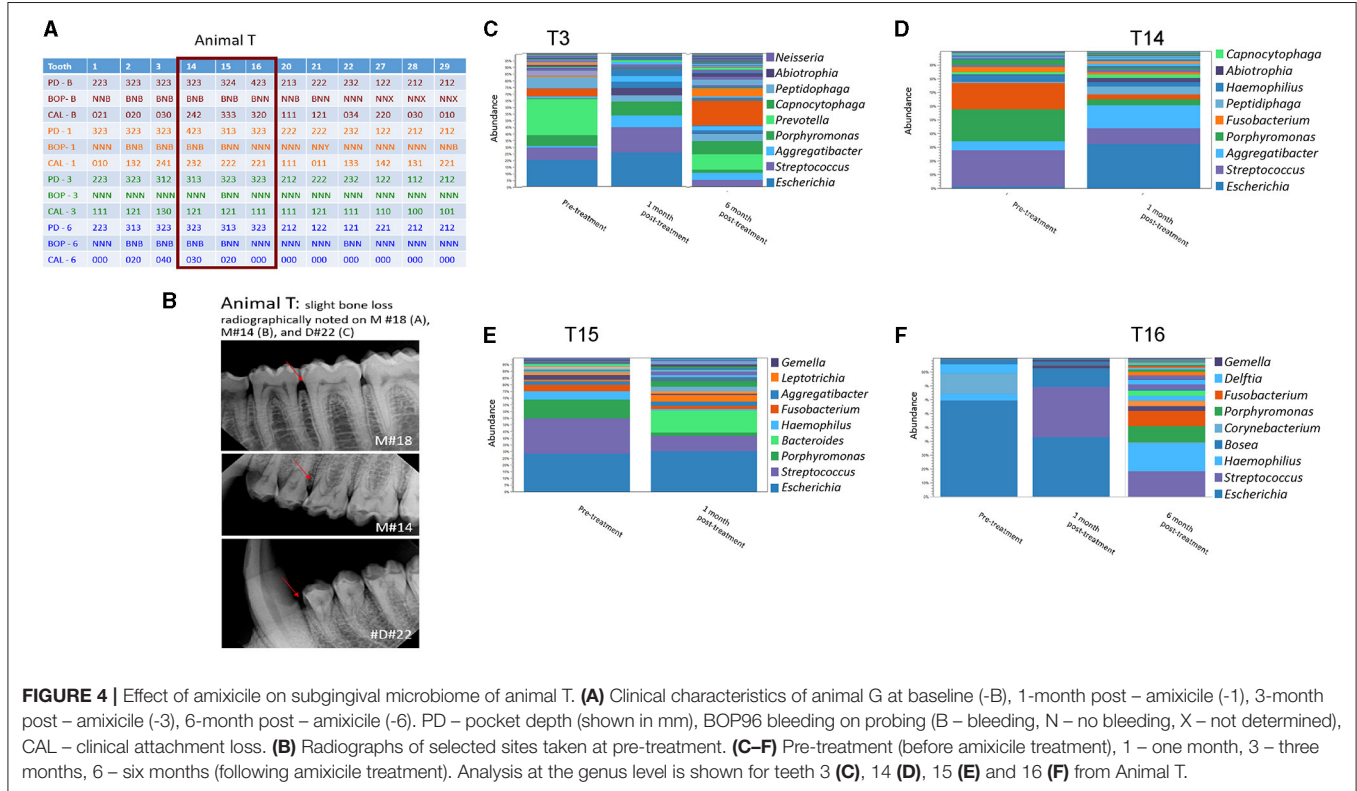 A
Animal T
Tooth 1 2 3 14 15 16 20 21 22 27 28 29
PD - B 223 323 323 323 324 423 213 222 232 122 212 212
BOP- B NNB BNB BNB BNB BNB BNN BNB BNN NNN NNX NNX NNX
CAL - B 021 020 030 242 333 320 111 121 034 220 030 010
PD - 1 323 323 323 423 313 323 222 222 232 122 212 212
BOP- 1 NNN BNB BNB BNB BNN BNN NNN NNY NNN NNN NNN NNB
CAL - 1 010 132 241 232 222 221 111 011 133 142 131 221
PD - 3 223 323 312 313 323 323 212 222 232 122 112 212
BOP - 3 NNN NNN NNN NNN BNN NNN NNN NNN NNN NNN NNN NNN
CAL - 3 111 121 130 121 121 111 111 121 111 110 100 101
PD - 6 223 313 323 323 313 323 212 122 121 221 212 212
BOP - 6 NNN BNB BNB BNB BNN NNN NNN NNN NNN NNN NNN NNN
CAL - 6 000 020 040 030 020 000 000 000 000 000 000 000
B
Animal T: slight bone loss
radiographically noted on M #18 (A),
M#14 (B), and D#22 (C)
M#18
M#14
#D#22
C
T3
Abundance
Neisseria
Abiotrophia
Peptidophaga
Capnocytophaga
Prevotella
Porphyromonas
Aggregatibacter
Streptococcus
Escherichia
Pre-treatment
1 month
post-treatment
6 month
post-treatment
D
T14
Abundance
Capnocytophaga
Abiotrophia
Haemophilius
Peptidiphaga
Fusobacterium
Porphyromonas
Aggregatibacter
Streptococcus
Escherichia
Pre-treatment
1 month
post-treatment
E
T15
Abundance
Gemella
Leptotrichia
Aggregatibacter
Fusobacterium
Haemophilus
Bacteroides
Porphyromonas
Streptococcus
Escherichia
Pre-treatment
1 month
post-treatment
F
T16
Abundance
Gemella
Delftia
Fusobacterium
Porphyromonas
Corynebacterium
Bosea
Haemophilius
Streptococcus
Escherichia
Pre-treatment
1 month
post-treatment
6 month
post-treatment
FIGURE 4 | Effect of amixicile on subgingival microbiome of animal T. (A) Clinical characteristics of animal G at baseline (-B), 1-month post – amixicile (-1), 3-month
post – amixicile (-3), 6-month post – amixicile (-6). PD – pocket depth (shown in mm), BOP96 bleeding on probing (B – bleeding, N – no bleeding, X – not determined),
CAL – clinical attachment loss. (B) Radiographs of selected sites taken at pre-treatment. (C–F) Pre-treatment (before amixicile treatment), 1 – one month, 3 – three
months, 6 – six months (following amixicile treatment). Analysis at the genus level is shown for teeth 3 (C), 14 (D), 15 (E) and 16 (F) from Animal T.